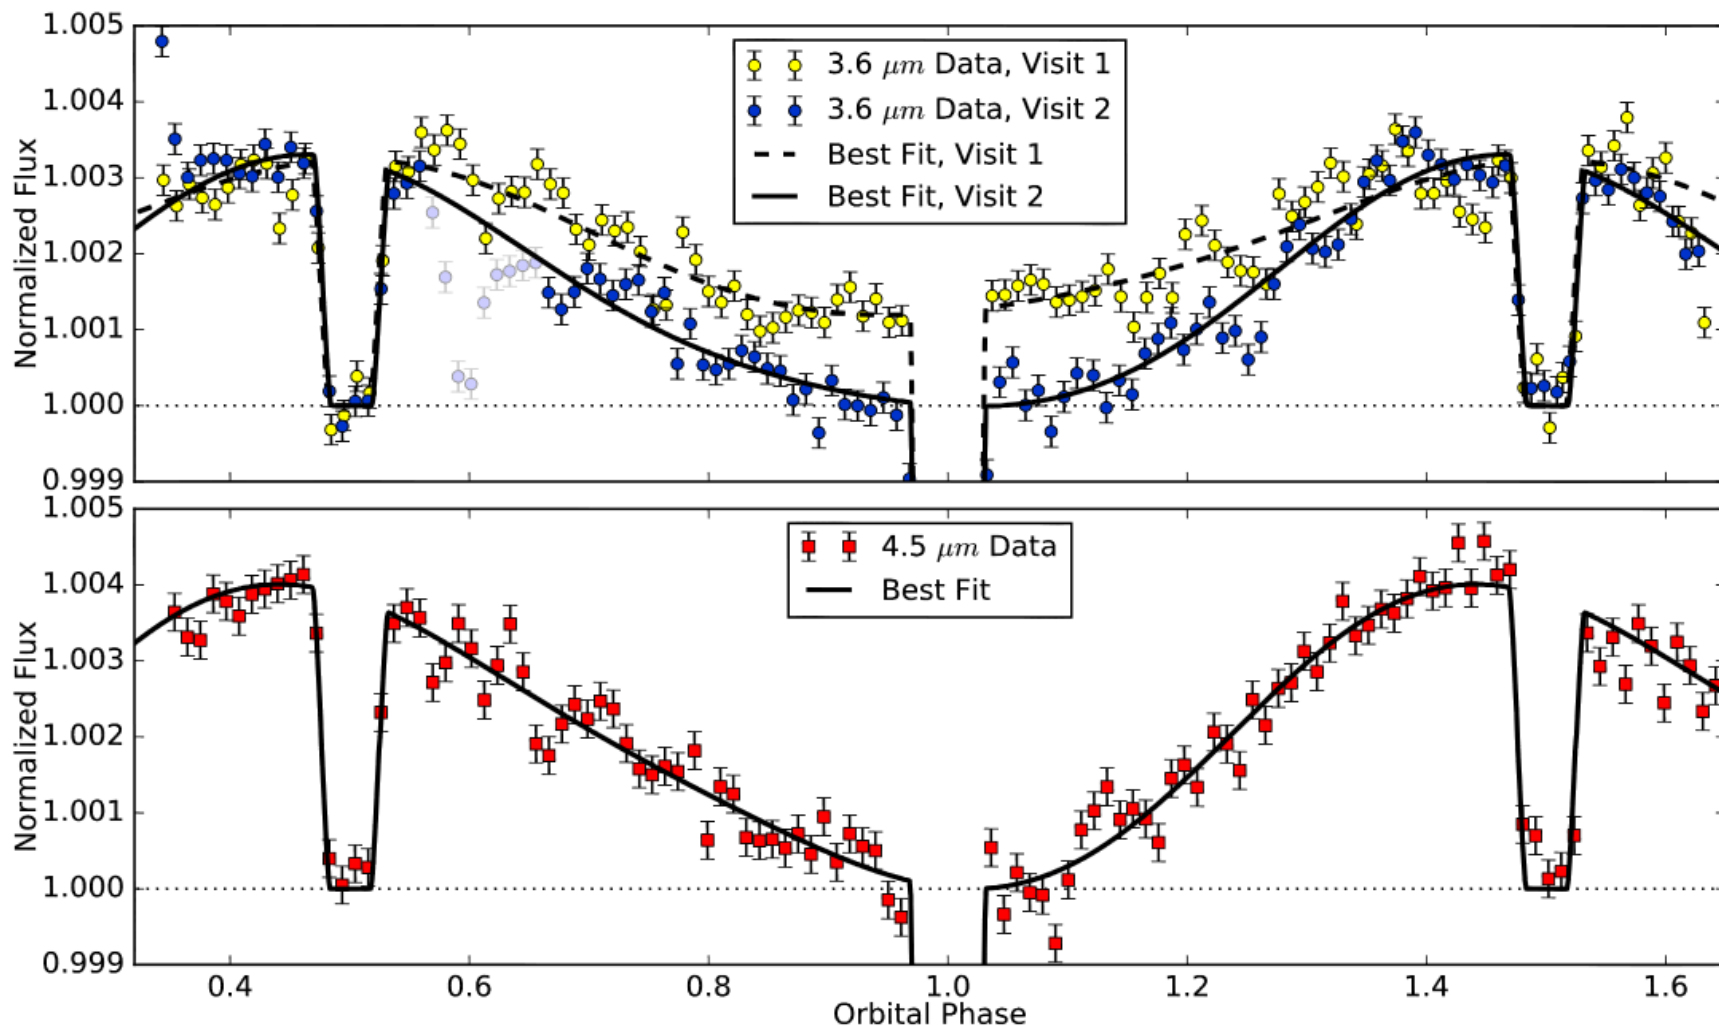 1.005
1.004
1.003
1.002
1.001
1.000
0.999
Normalized Flux
3.6 μm Data, Visit 1
3.6 μm Data, Visit 2
Best Fit, Visit 1
Best Fit, Visit 2
1.005
1.004
1.003
1.002
1.001
1.000
0.999
Normalized Flux
4.5 μm Data
Best Fit
0.4 0.6 0.8 1.0 1.2 1.4 1.6
Orbital Phase